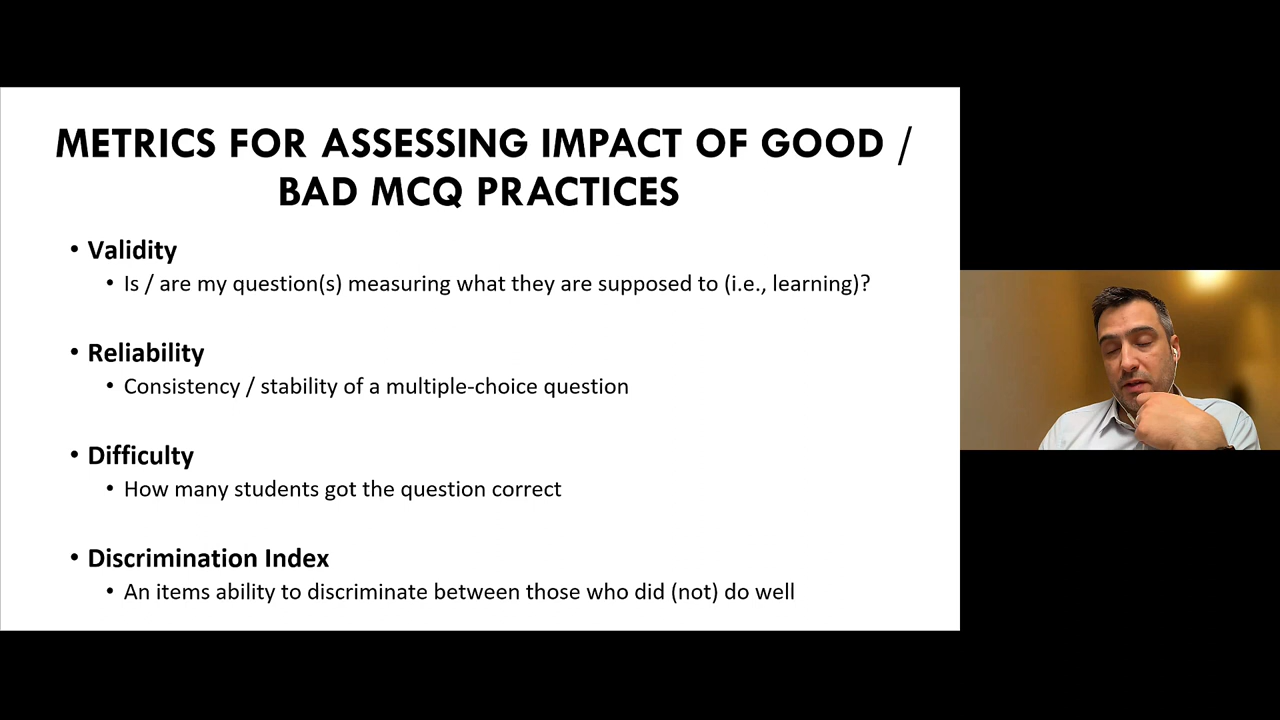 METRICS FOR ASSESSING IMPACT OF GOOD /
BAD MCQ PRACTICES
• Validity
• Is / are my question(s) measuring what they are supposed to (i.e., learning)?
• Reliability
• Consistency / stability of a multiple-choice question
• Difficulty
• How many students got the question correct
• Discrimination Index
• An items ability to discriminate between those who did (not) do well